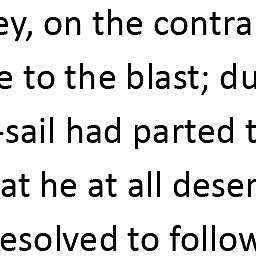 ey, on the contra
e to the blast; du
-sail had parted t
at he at all deser
esolved to follow